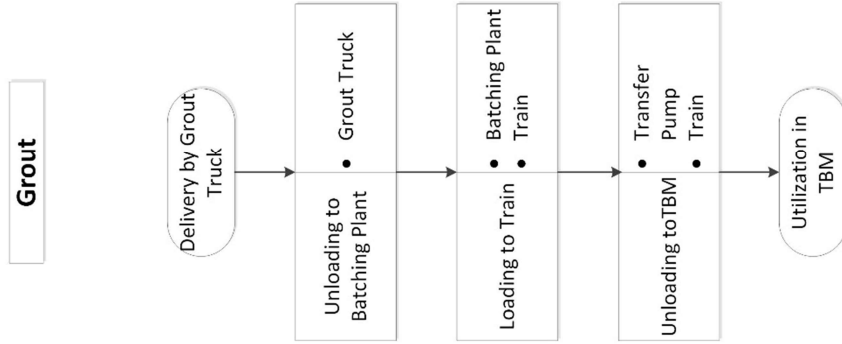 Grout
Delivery by Grout
Truck
Unloading to
Batching Plant
• Grout Truck
Loading to Train
• Batching Plant
• Train
Unloading toTBM
• Transfer
Pump
• Train
Utilization in
TBM